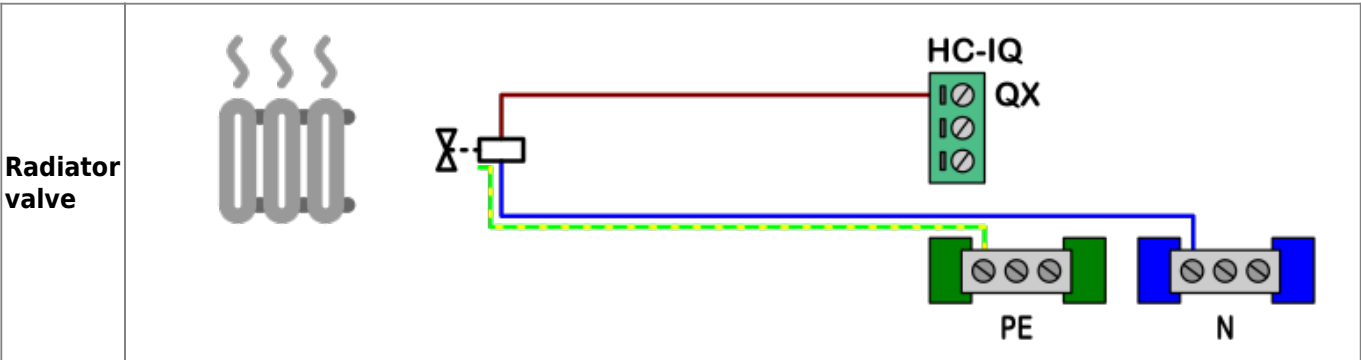 Radiator
valve
HC-IQ
QX
PE
N